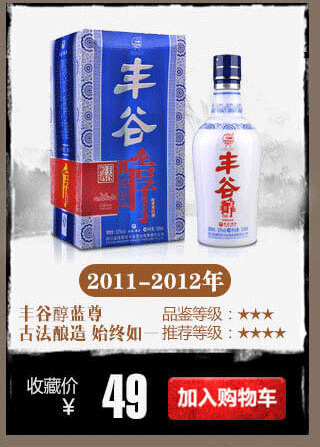 丰谷
醇
丰谷
醇
2011-2012年
丰谷醇蓝尊
品鉴等级：★★★
古法酿造 始终如一
推荐等级：★★★★
收藏价
￥
49
加入购物车